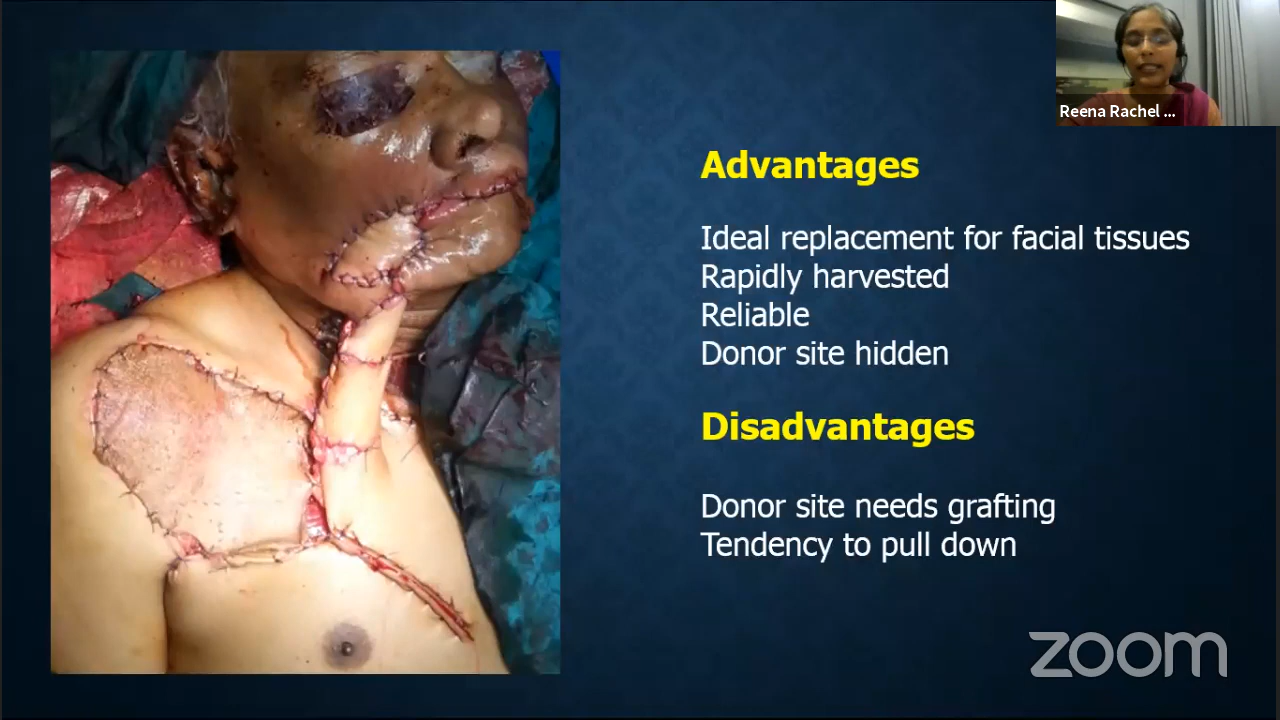 Reena Rachel ...
Advantages
Ideal replacement for facial tissues
Rapidly harvested
Reliable
Donor site hidden
Disadvantages
Donor site needs grafting
Tendency to pull down
zoom